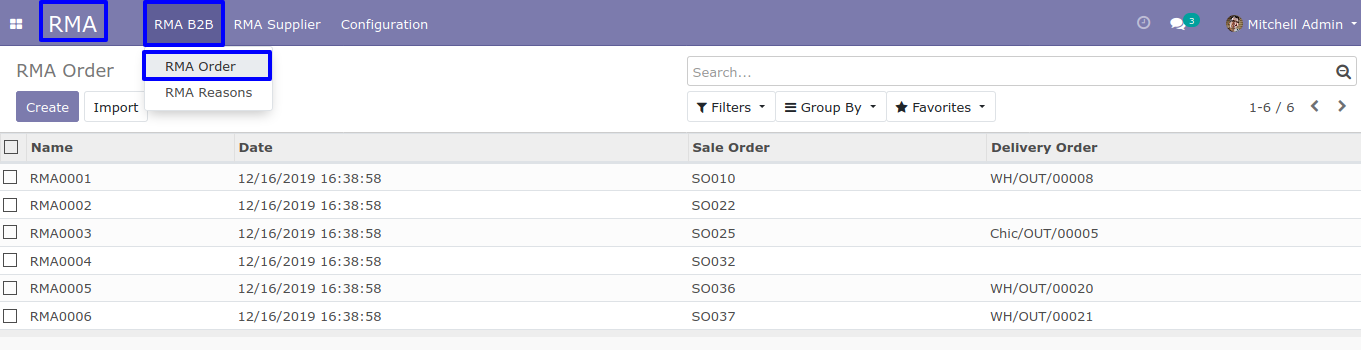 RMA RMA B2B RMA Supplier Configuration 3 Mitchell Admin
RMA Order RMA Order Search...
RMA Reasons
Create Import Filters Group By Favorites 1-6 / 6
Name Date Sale Order Delivery Order
RMA0001 12/16/2019 16:38:58 SO010 WH/OUT/00008
RMA0002 12/16/2019 16:38:58 SO022
RMA0003 12/16/2019 16:38:58 SO025 Chic/OUT/00005
RMA0004 12/16/2019 16:38:58 SO032
RMA0005 12/16/2019 16:38:58 SO036 WH/OUT/00020
RMA0006 12/16/2019 16:38:58 SO037 WH/OUT/00021